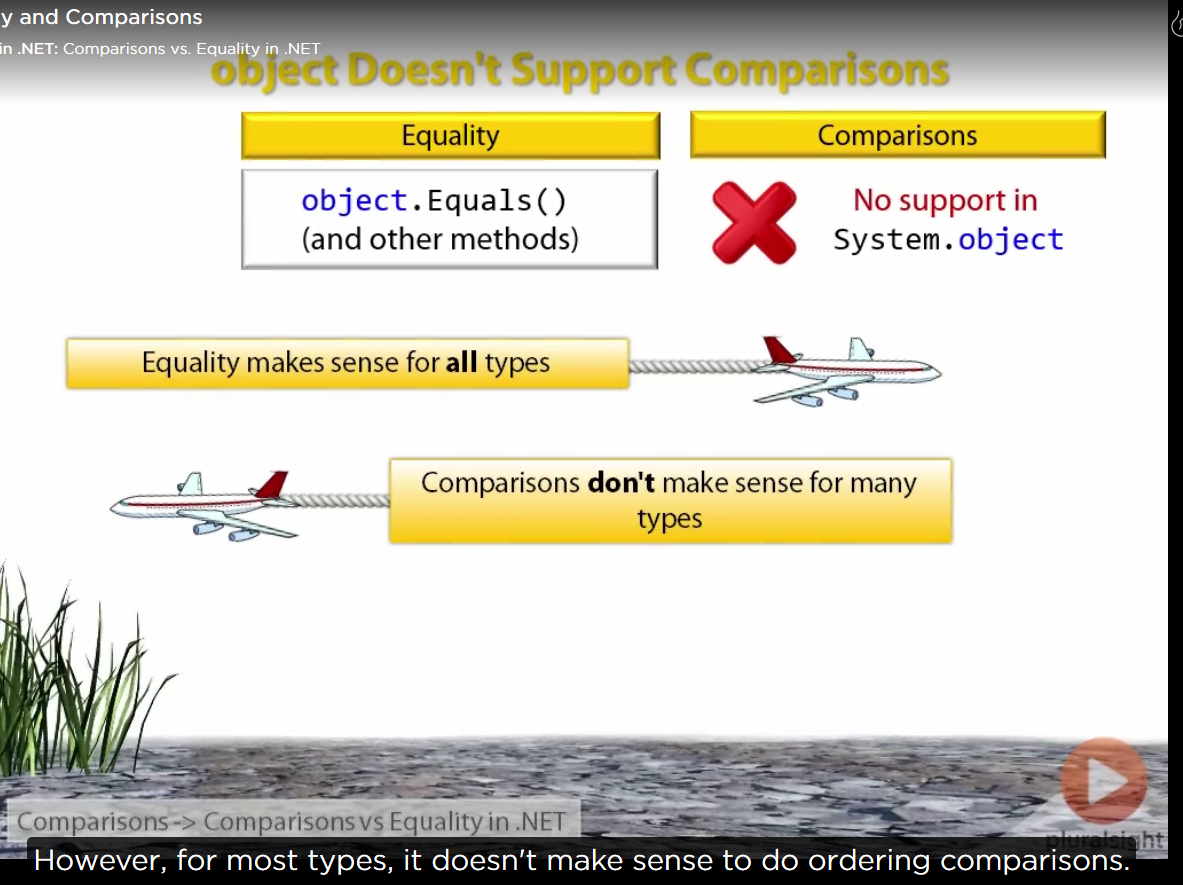 y and Comparisons
in .NET: Comparisons vs. Equality in .NET
object Doesn't Support Comparisons
Equality
Comparisons
object.Equals()
(and other methods)
No support in
System.object
Equality makes sense for all types
Comparisons don't make sense for many
types
Comparisons -> Comparisons vs Equality in .NET
pluralsight
However, for most types, it doesn't make sense to do ordering comparisons.